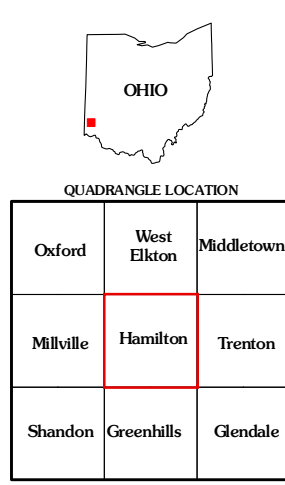 OHIO
QUADRANGLE LOCATION
Oxford
West
Elkton
Middletown
Millville
Hamilton
Trenton
Shandon
Greenhills
Glendale